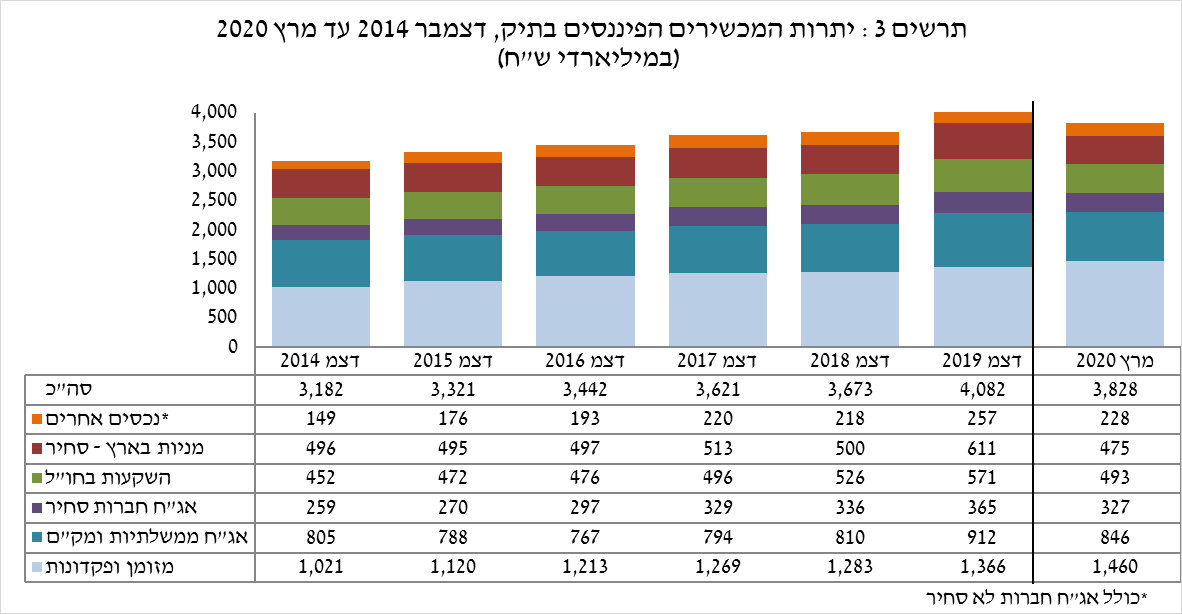 תרשים 3 : יתרות המכשירים הפיננסים בתיק, דצמבר 2014 עד מרץ 2020
(במיליארדי ש"ח)
4,000
3,500
3,000
2,500
2,000
1,500
1,000
500
0
דצמ 2014 דצמ 2015 דצמ 2016 דצמ 2017 דצמ 2018 דצמ 2019 מרץ 2020
סה"כ 3,182 3,321 3,442 3,621 3,673 4,082 3,828
*נכסים אחרים 149 176 193 220 218 257 228
מניות בארץ - סחיר 496 495 497 513 500 611 475
השקעות בחו"ל 452 472 476 496 526 571 493
אג"ח חברות סחיר 259 270 297 329 336 365 327
אג"ח ממשלתיות ומק"ם 805 788 767 794 810 912 846
מזומן ופקדונות 1,021 1,120 1,213 1,269 1,283 1,366 1,460
*כולל אג"ח חברות לא סחיר